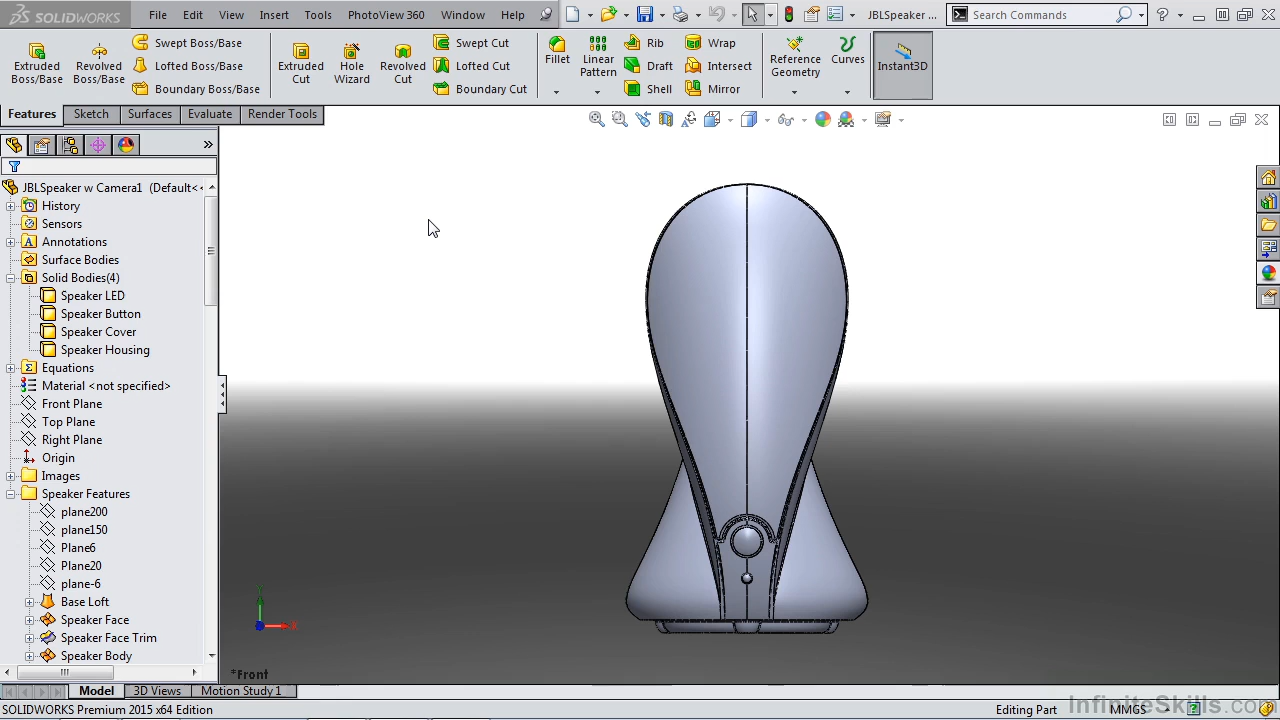 SOLIDWORKS File Edit View Insert Tools PhotoView 360 Window Help JBLSpeaker ... Search Commands
Extruded Boss/Base
Revolved Boss/Base
Swept Boss/Base
Lofted Boss/Base
Boundary Boss/Base
Extruded Cut
Hole Wizard
Revolved Cut
Swept Cut
Lofted Cut
Boundary Cut
Fillet
Linear Pattern
Rib
Draft
Shell
Wrap
Intersect
Mirror
Reference Geometry
Curves
Instant3D
Features Sketch Surfaces Evaluate Render Tools
JBLSpeaker w Camera1 (Default<<
History
Sensors
Annotations
Surface Bodies
Solid Bodies(4)
Speaker LED
Speaker Button
Speaker Cover
Speaker Housing
Equations
Material <not specified>
Front Plane
Top Plane
Right Plane
Origin
Images
Speaker Features
plane200
plane150
Plane6
Plane20
plane-6
Base Loft
Speaker Face
Speaker Face Trim
Speaker Body
Y
X
*Front
Model 3D Views Motion Study 1
SOLIDWORKS Premium 2015 x64 Edition Editing Part MMGS
InfiniteSkills.com